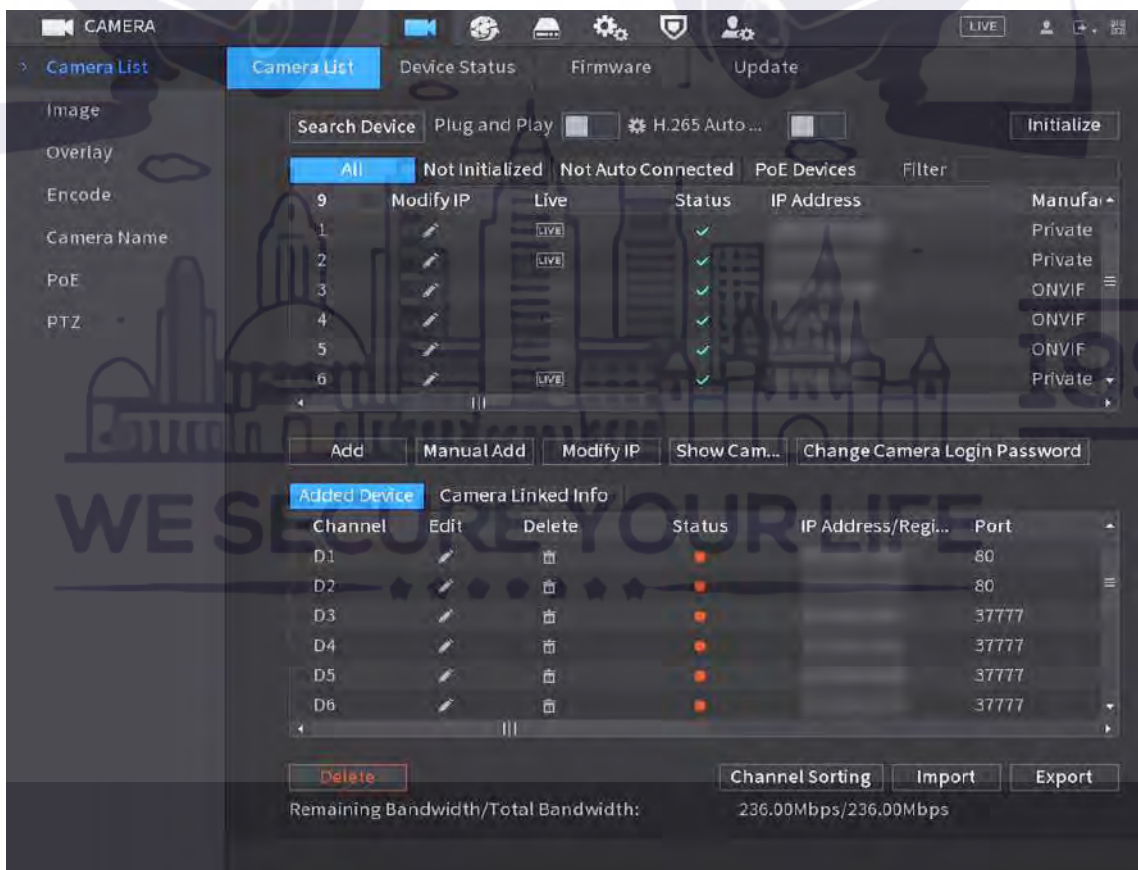 CAMERA LIVE
Camera List Camera List Device Status Firmware Update
Image
Search Device Plug and Play H.265 Auto ... Initialize
Overlay
All Not Initialized Not Auto Connected PoE Devices Filter
Encode
9 Modify IP Live Status IP Address Manufa
1 LIVE Private
Camera Name
2 LIVE Private
PoE
3 ONVIF
PTZ
4 ONVIF
5 ONVIF
6 LIVE Private
Add Manual Add Modify IP Show Cam... Change Camera Login Password
Added Device Camera Linked Info
WE SECURE YOUR LIFE
Channel Edit Delete Status IP Address/Regi... Port
D1 80
D2 80
D3 37777
D4 37777
D5 37777
D6 37777
Delete Channel Sorting Import Export
Remaining Bandwidth/Total Bandwidth: 236.00Mbps/236.00Mbps